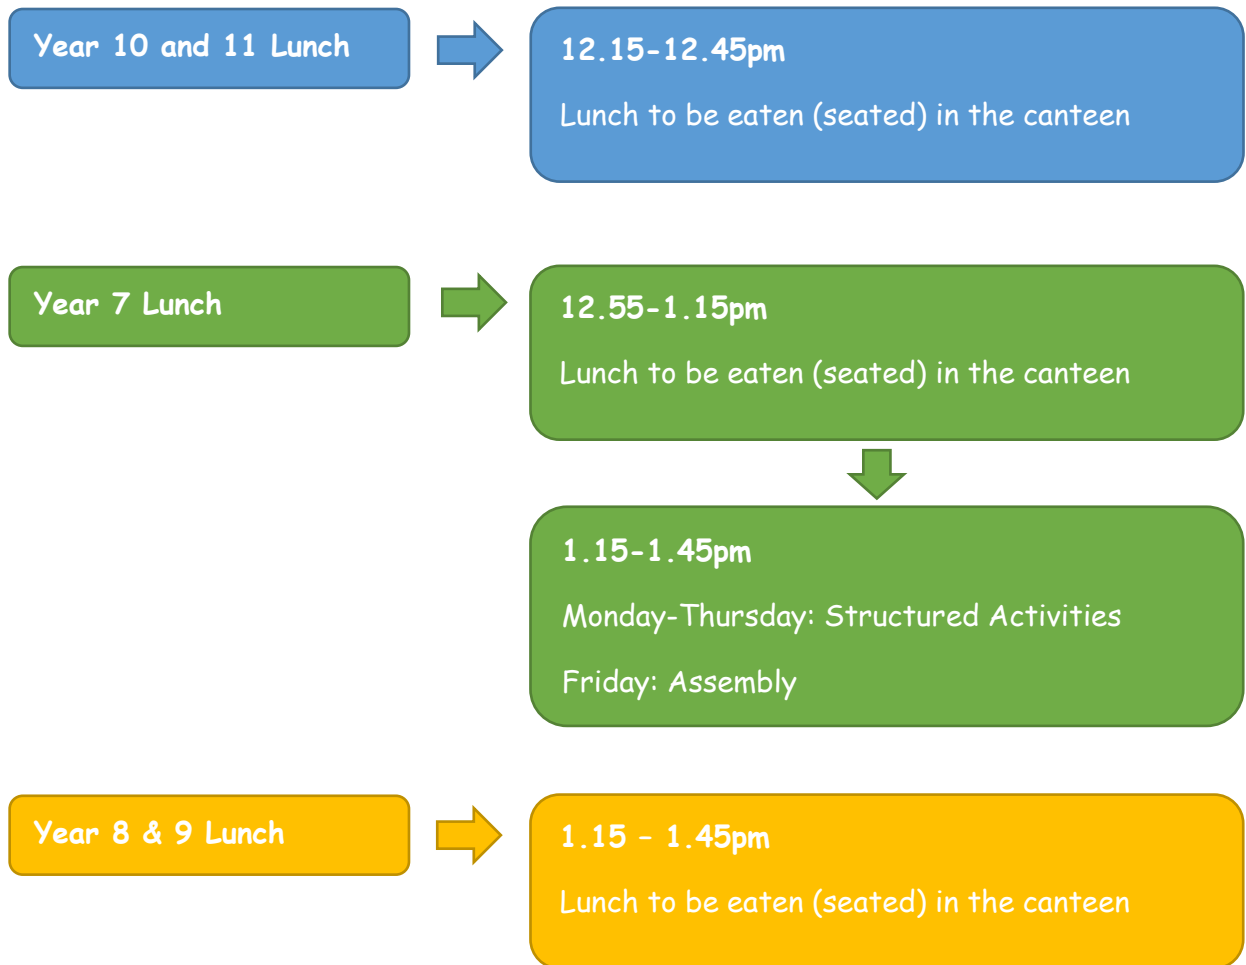 Year 10 and 11 Lunch
12.15-12.45pm
Lunch to be eaten (seated) in the canteen
Year 7 Lunch
12.55-1.15pm
Lunch to be eaten (seated) in the canteen
1.15-1.45pm
Monday-Thursday: Structured Activities
Friday: Assembly
Year 8 & 9 Lunch
1.15 – 1.45pm
Lunch to be eaten (seated) in the canteen